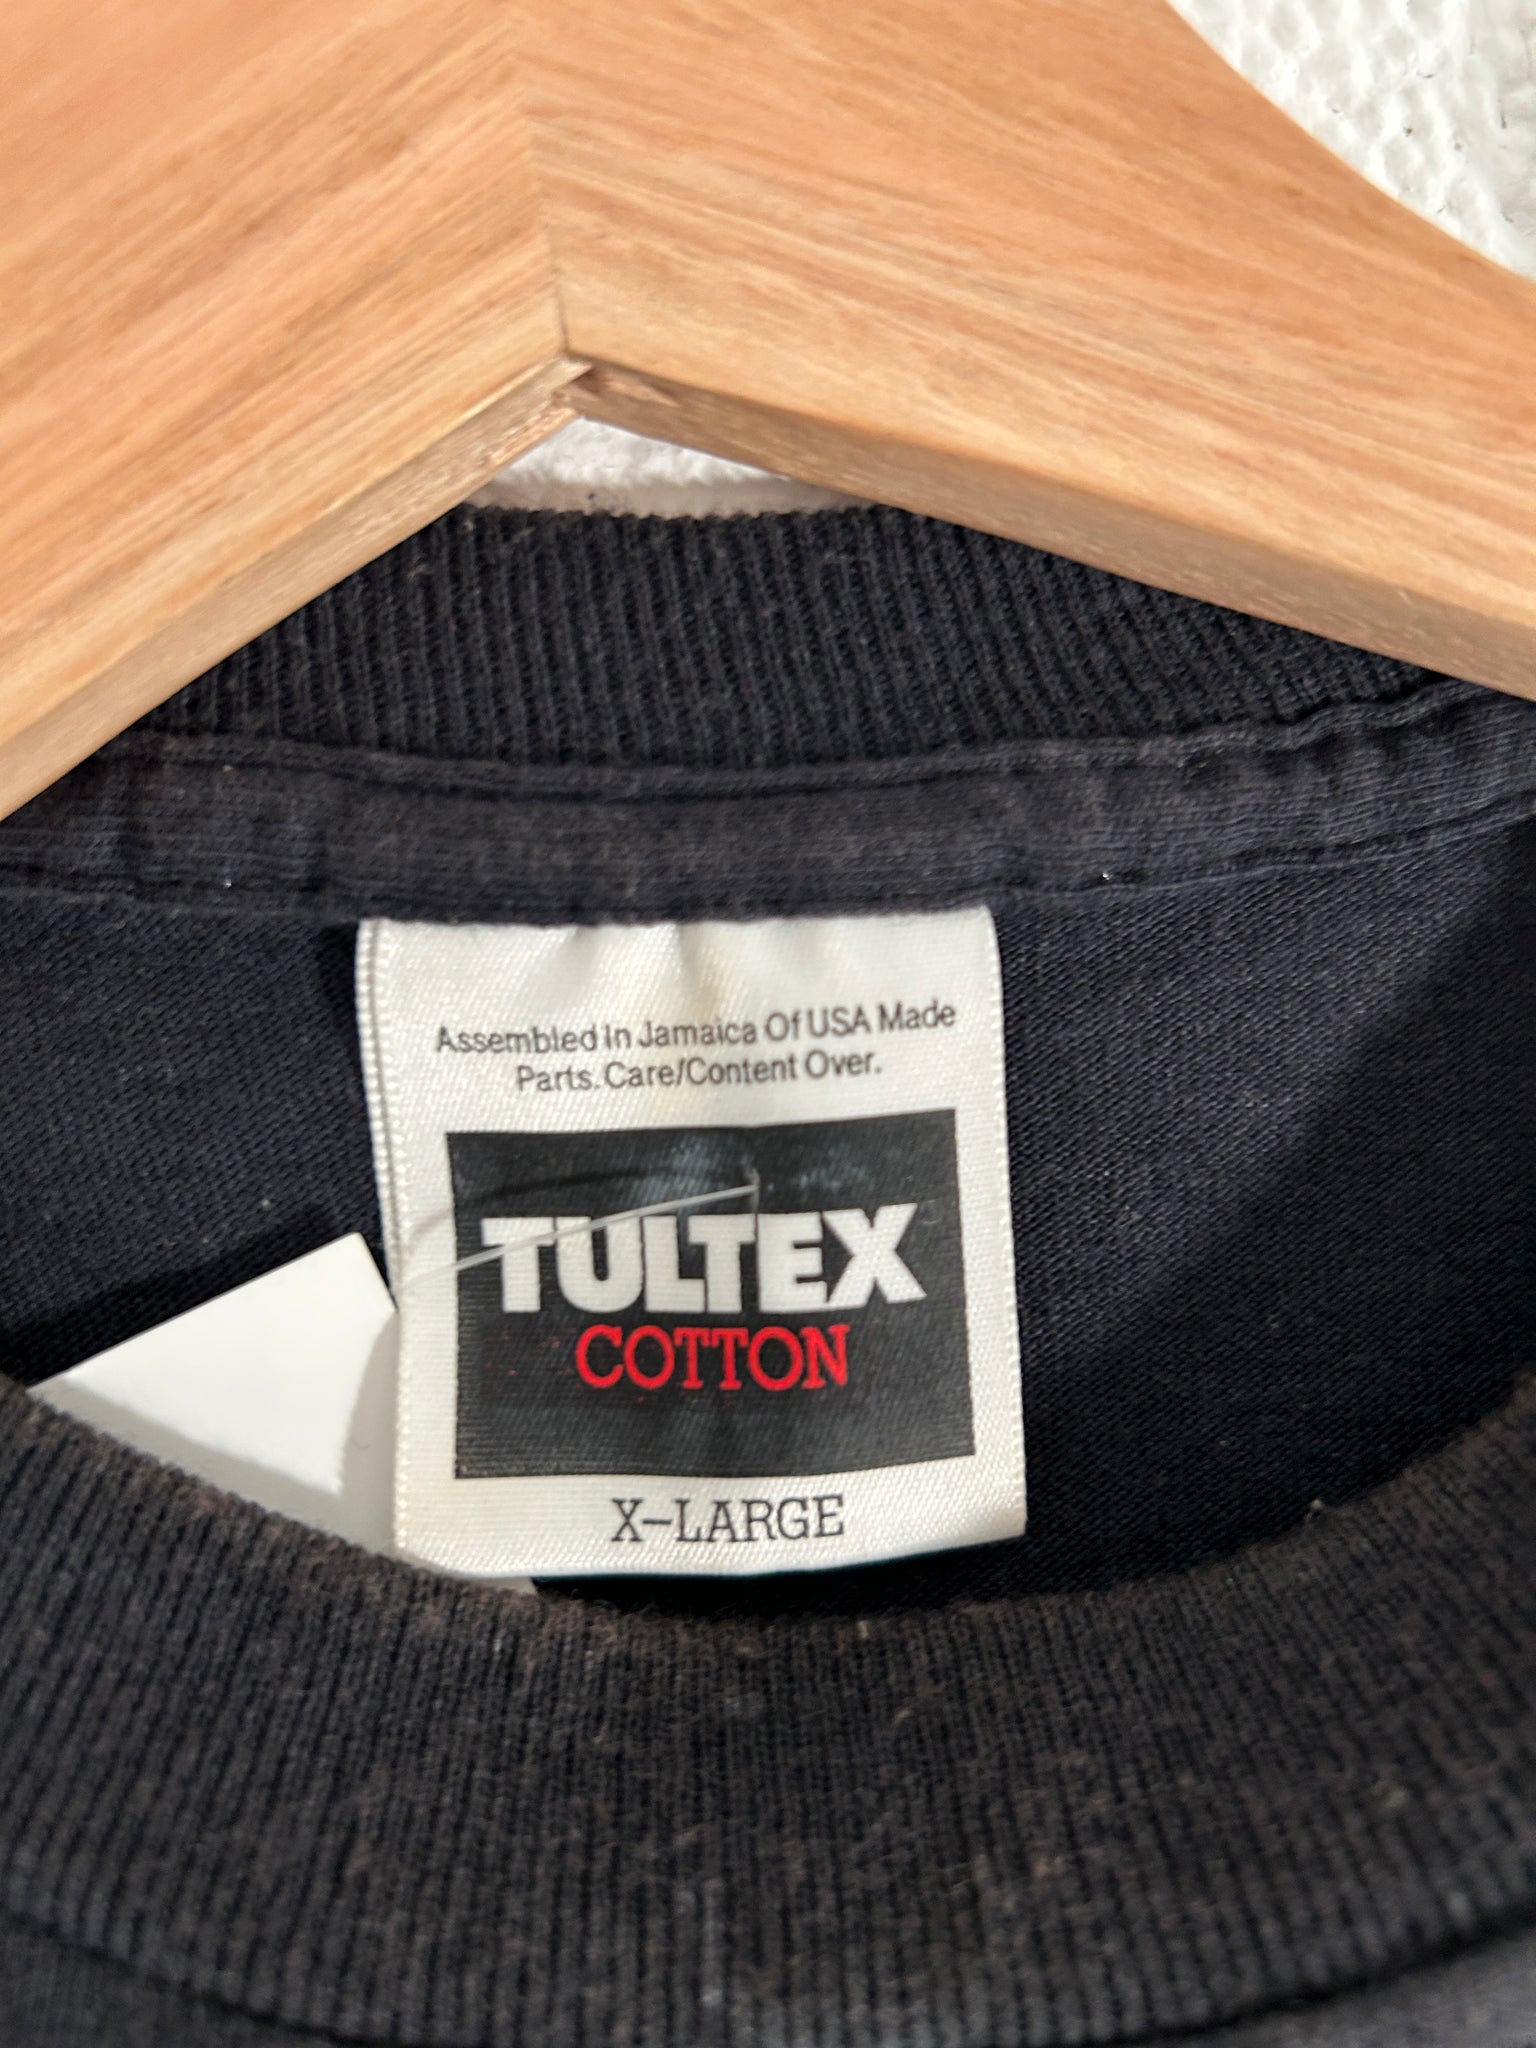 Assembled In Jamaica Of USA Made
Parts. Care/Content Over.
TULTEX
COTTON
X-LARGE